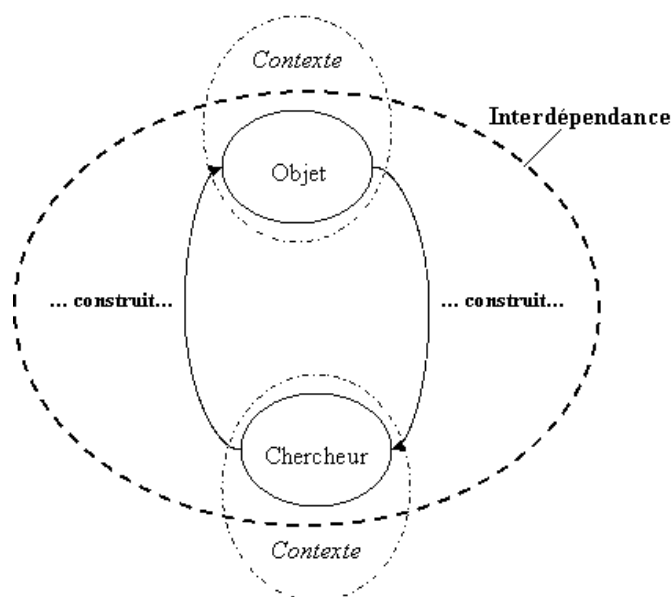 Contexte
Interdépendance
Objet
... construit...
... construit...
Chercheur
Contexte